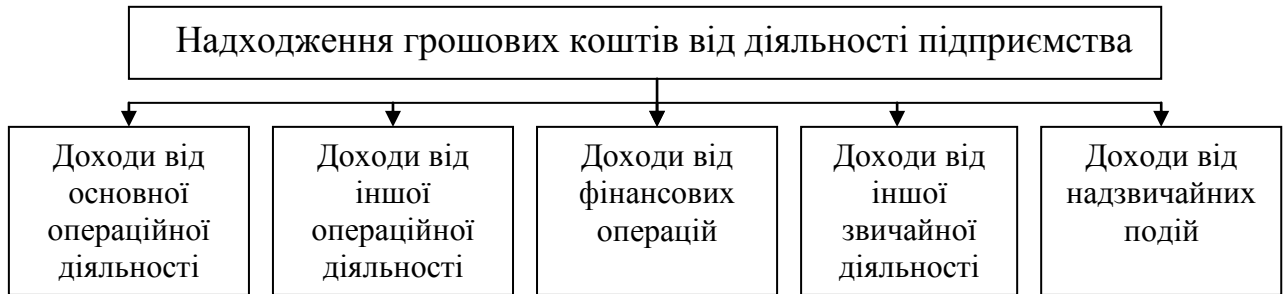 Надходження грошових коштів від діяльності підприємства
Доходи від
основної
операційної
діяльності
Доходи від
іншої
операційної
діяльності
Доходи від
фінансових
операцій
Доходи від
іншої
звичайної
діяльності
Доходи від
надзвичайних
подій